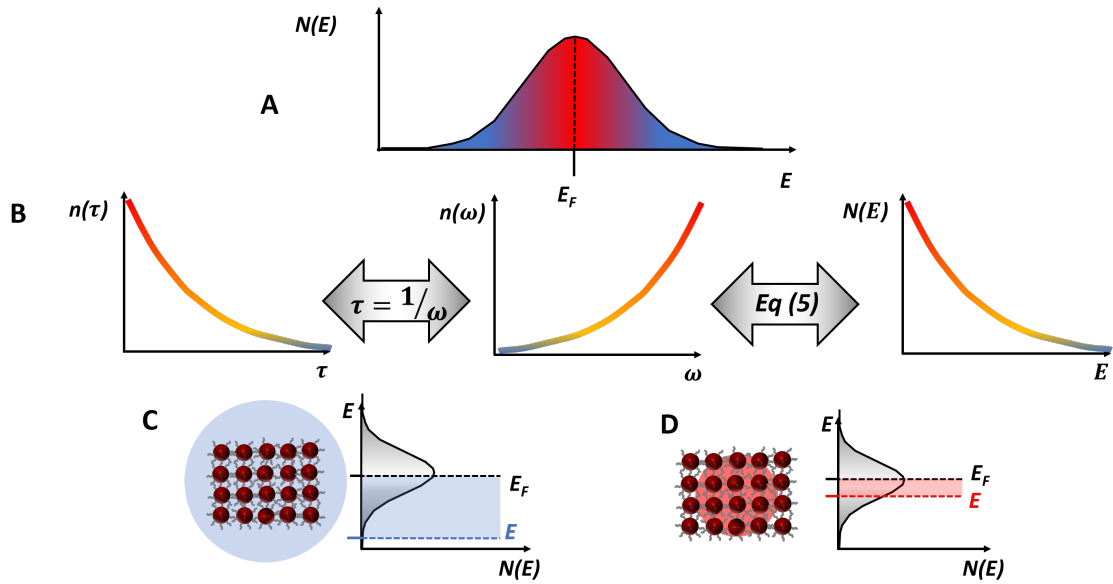 N(E)
A
E_F
E
B
n(τ)
τ
τ = 1/ω
n(ω)
ω
Eq (5)
N(E)
E
C
E
E_F
E
N(E)
D
E
E_F
E
N(E)